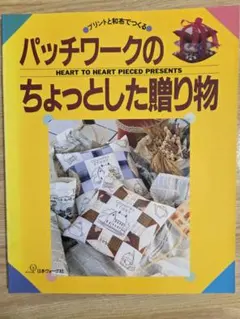 プリントと和布でつくる
パッチワークの
HEART TO HEART PIECED PRESENTS
ちょっとした贈り物
日本ヴォーグ社